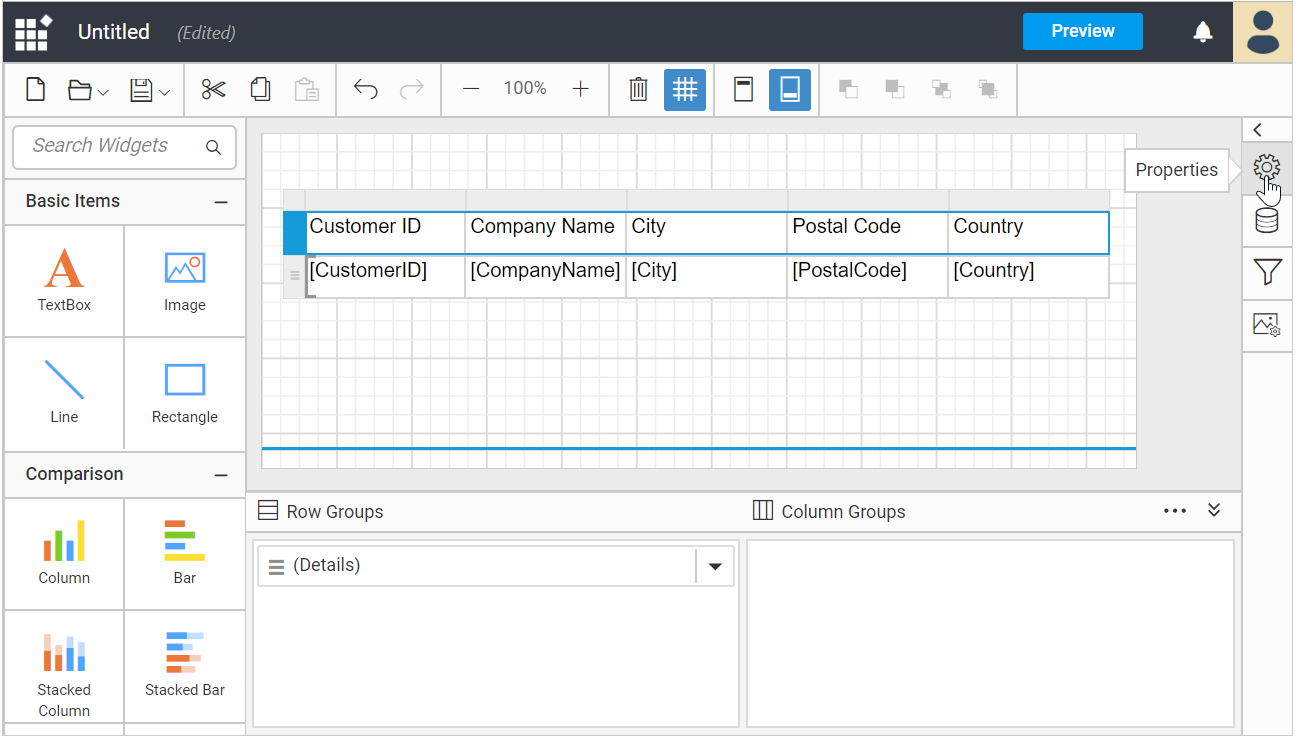 Untitled (Edited) Preview
100%
Search Widgets
Properties
Basic Items
TextBox Image
Line Rectangle
Comparison
Column Bar
Stacked Column Stacked Bar
Customer ID Company Name City Postal Code Country
[CustomerID] [CompanyName] [City] [PostalCode] [Country]
Row Groups Column Groups
(Details)